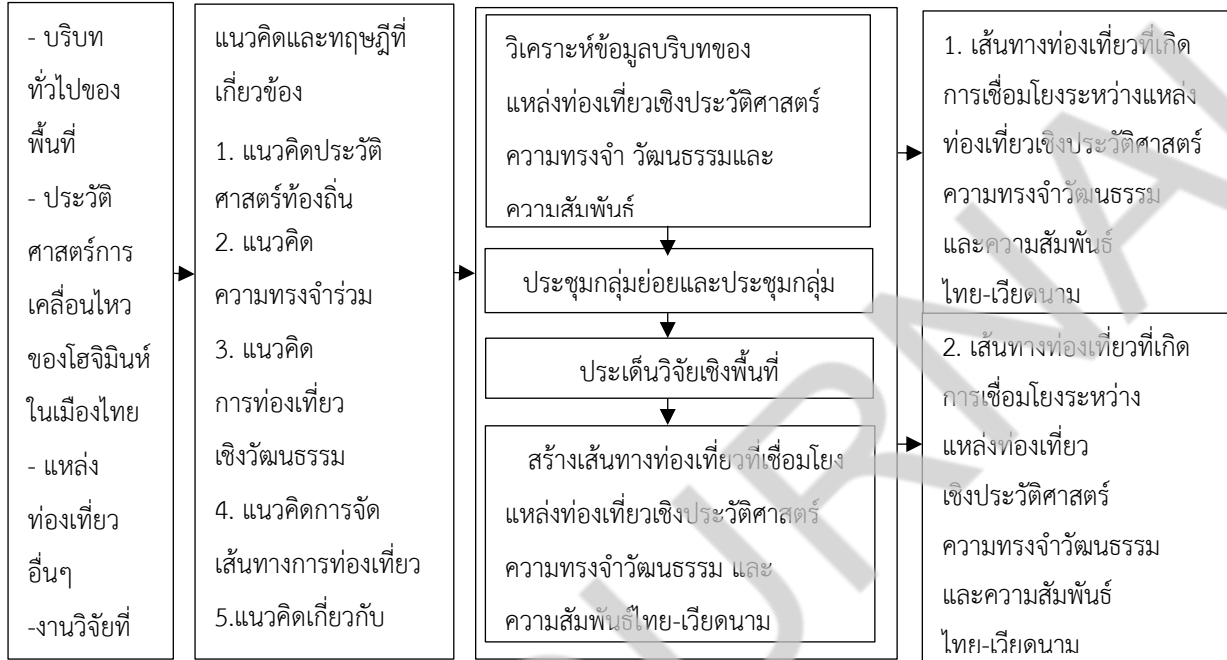 - บริบท
ทั่วไปของ
พื้นที่
- ประวัติ
ศาสตร์การ
เคลื่อนไหว
ของโฮจิมินห์
ในเมืองไทย
- แหล่ง
ท่องเที่ยว
อื่นๆ
-งานวิจัยที่
แนวคิดและทฤษฎีที่
เกี่ยวข้อง
1. แนวคิดประวัติ
ศาสตร์ท้องถิ่น
2. แนวคิด
ความทรงจำร่วม
3. แนวคิด
การท่องเที่ยว
เชิงวัฒนธรรม
4. แนวคิดการจัด
เส้นทางการท่องเที่ยว
5.แนวคิดเกี่ยวกับ
วิเคราะห์ข้อมูลบริบทของ
แหล่งท่องเที่ยวเชิงประวัติศาสตร์
ความทรงจำ วัฒนธรรมและ
ความสัมพันธ์
ประชุมกลุ่มย่อยและประชุมกลุ่ม
ประเด็นวิจัยเชิงพื้นที่
สร้างเส้นทางท่องเที่ยวที่เชื่อมโยง
แหล่งท่องเที่ยวเชิงประวัติศาสตร์
ความทรงจำวัฒนธรรม และ
ความสัมพันธ์ไทย-เวียดนาม
1. เส้นทางท่องเที่ยวที่เกิด
การเชื่อมโยงระหว่างแหล่ง
ท่องเที่ยวเชิงประวัติศาสตร์
ความทรงจำวัฒนธรรม
และความสัมพันธ์
ไทย-เวียดนาม
2. เส้นทางท่องเที่ยวที่เกิด
การเชื่อมโยงระหว่าง
แหล่งท่องเที่ยว
เชิงประวัติศาสตร์
ความทรงจำวัฒนธรรม
และความสัมพันธ์
ไทย-เวียดนาม